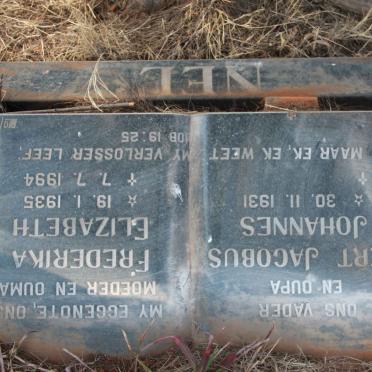 ONS VADER
EN OUPA
RT JACOBUS
JOHANNES
☆ 30. 11. 1931
✝
MY EGGENOTE, ONS
MOEDER EN OUMA
FREDERIKA
ELIZABETH
☆ 19. 1. 1935
✝ 7. 7. 1994
MAAR EK, EK WEET: MY VERLOSSER LEEF.
JOB 19:25
NEL